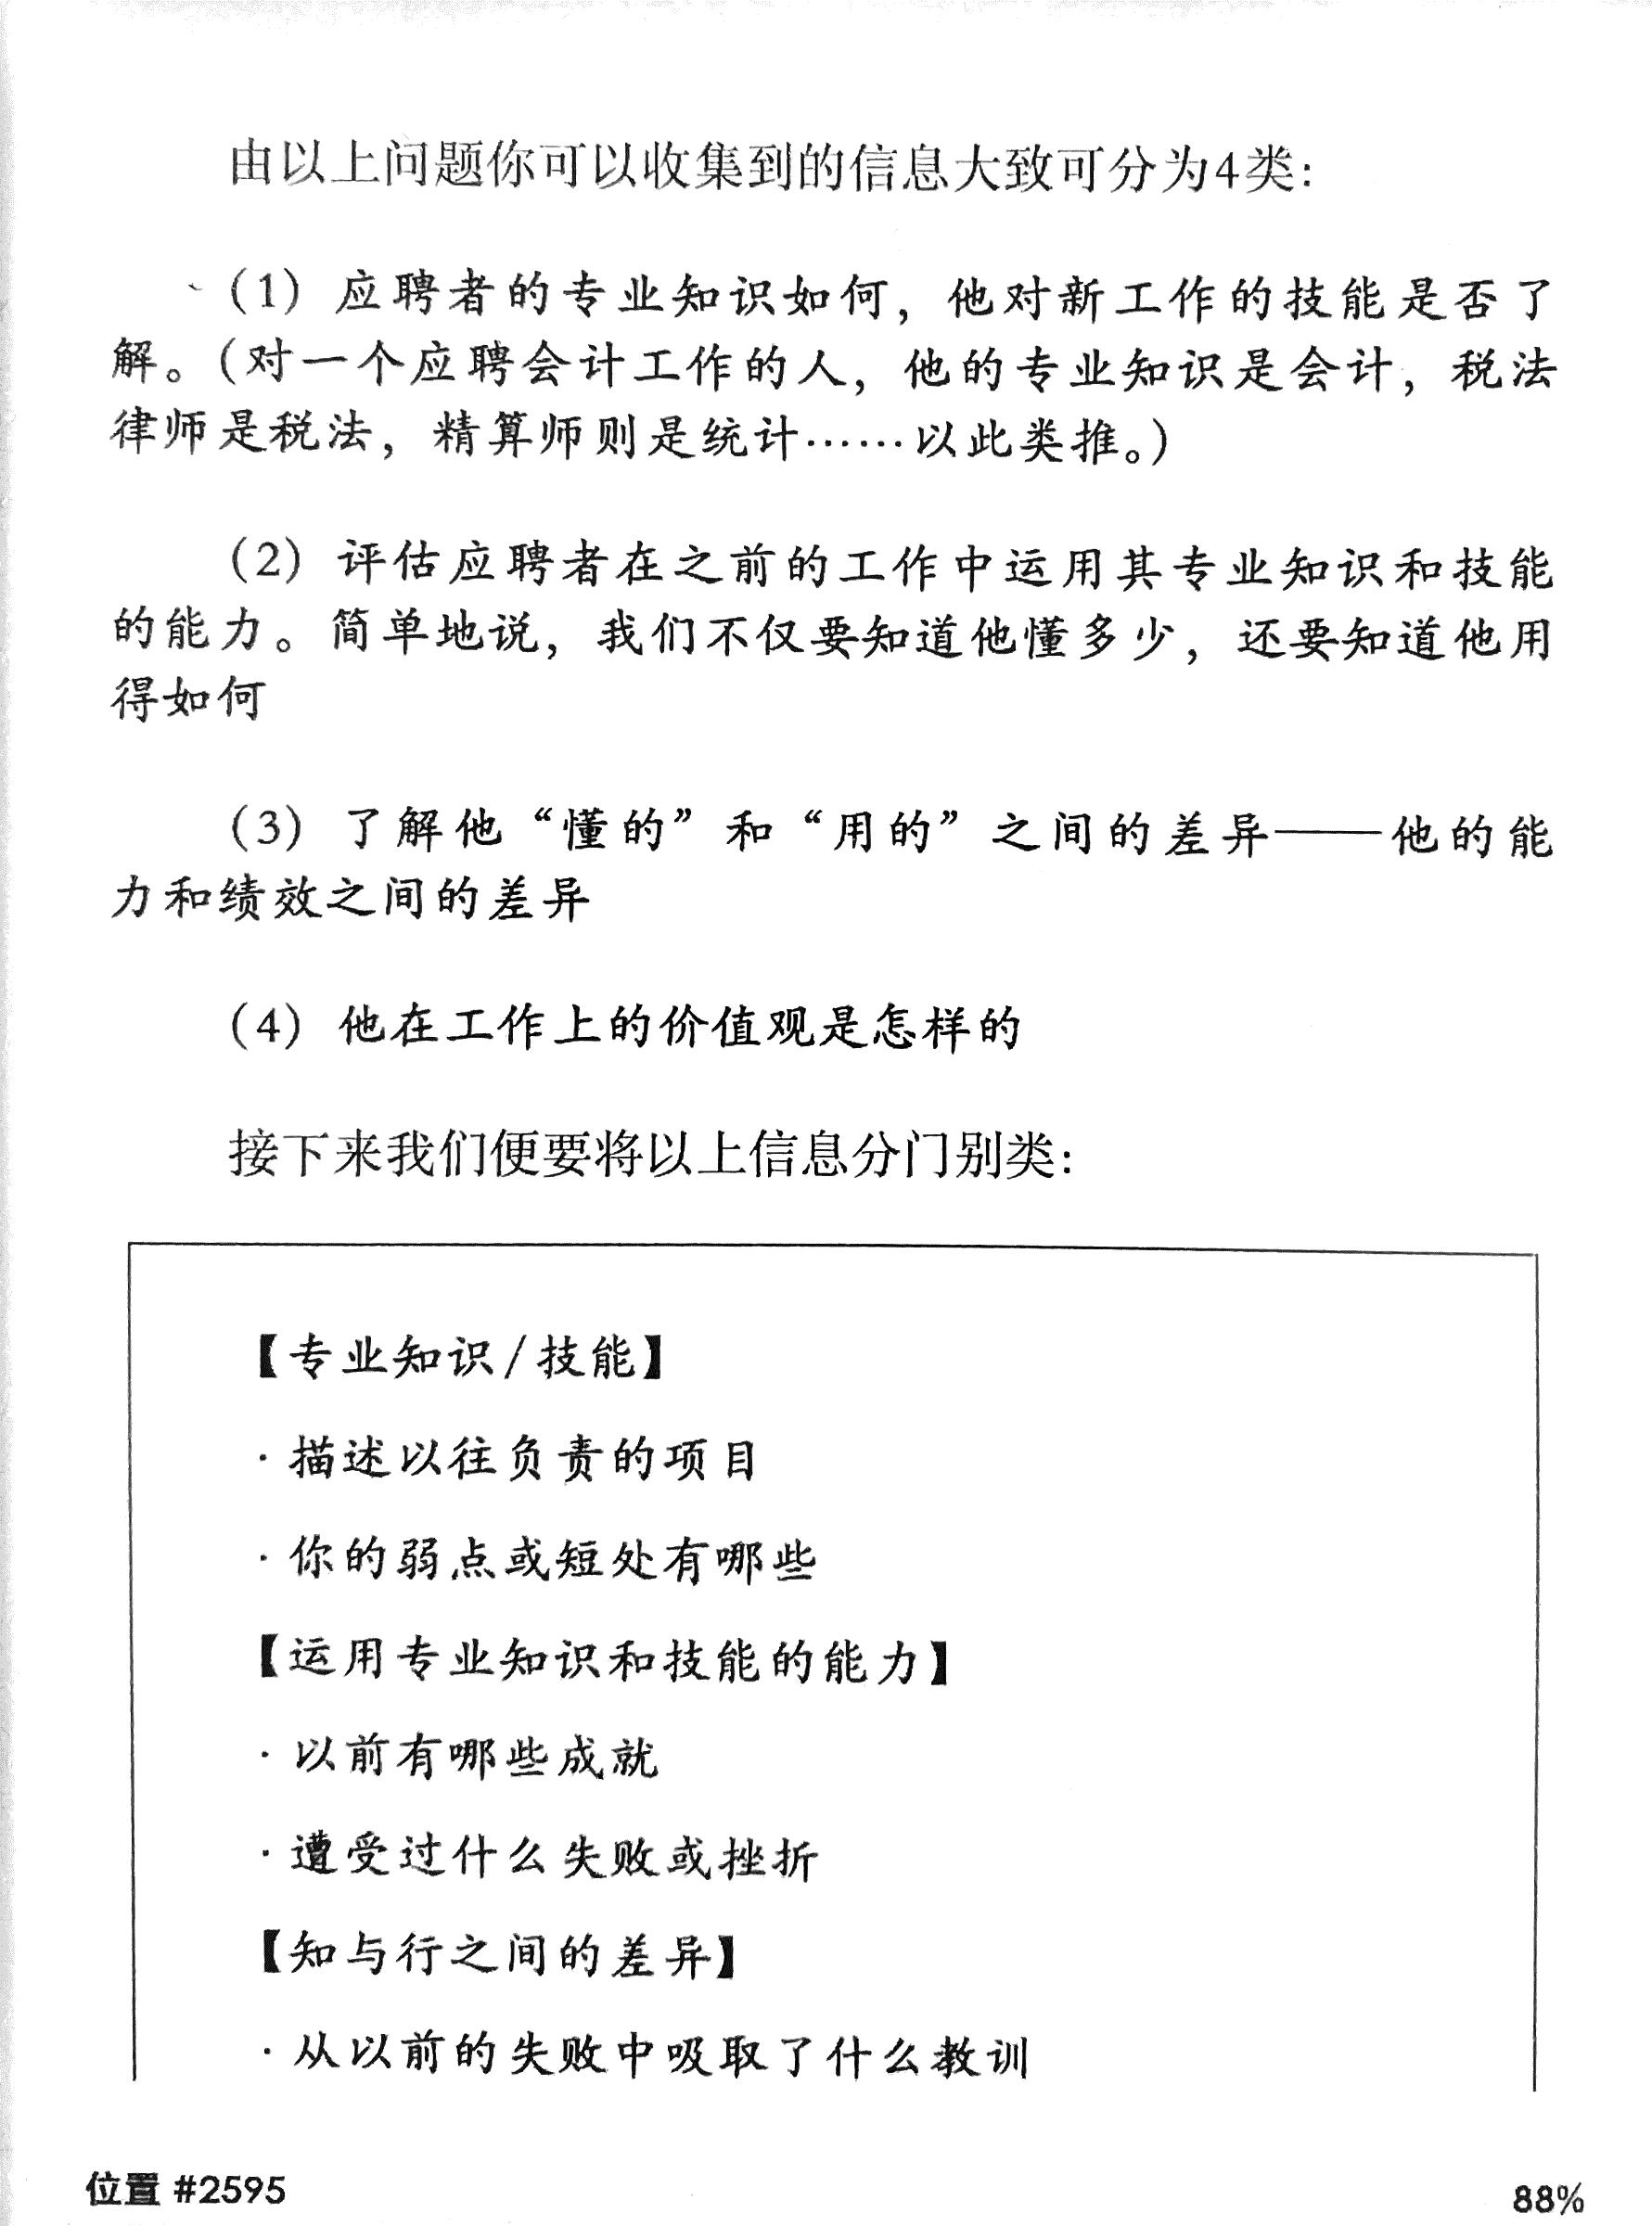 由以上问题你可以收集到的信息大致可分为4类：
（1）应聘者的专业知识如何，他对新工作的技能是否了
解。（对一个应聘会计工作的人，他的专业知识是会计，税法
律师是税法，精算师则是统计……以此类推。）
（2）评估应聘者在之前的工作中运用其专业知识和技能
的能力。简单地说，我们不仅要知道他懂多少，还要知道他用
得如何
（3）了解他“懂的”和“用的”之间的差异——他的能
力和绩效之间的差异
（4）他在工作上的价值观是怎样的
接下来我们便要将以上信息分门别类：
【专业知识/技能】
·描述以往负责的项目
·你的弱点或短处有哪些
【运用专业知识和技能的能力】
·以前有哪些成就
·遭受过什么失败或挫折
【知与行之间的差异】
·从以前的失败中吸取了什么教训
位置 #2595
88%